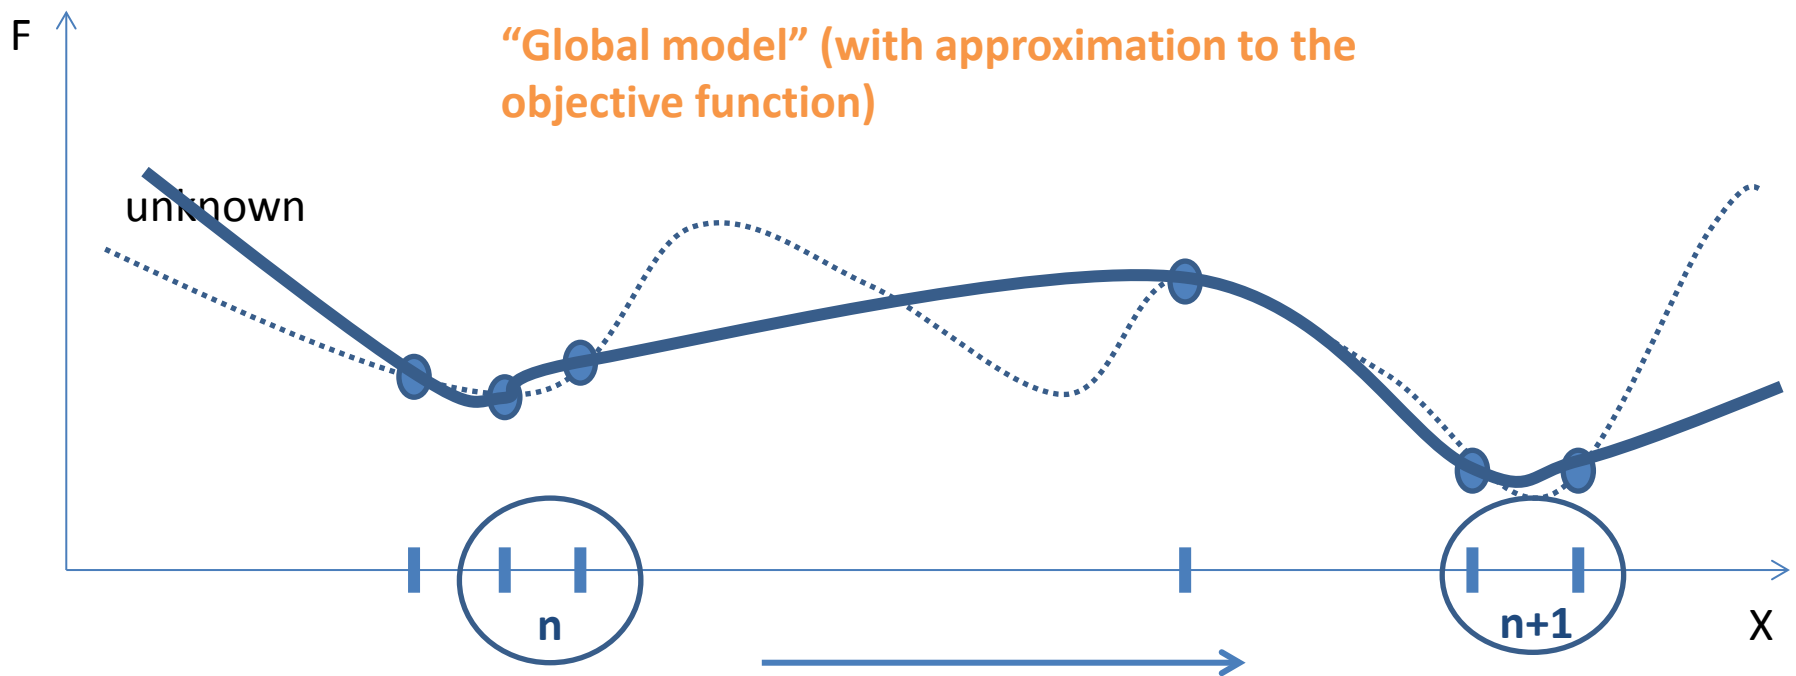 F
“Global model” (with approximation to the
objective function)
unknown
n
n+1
X